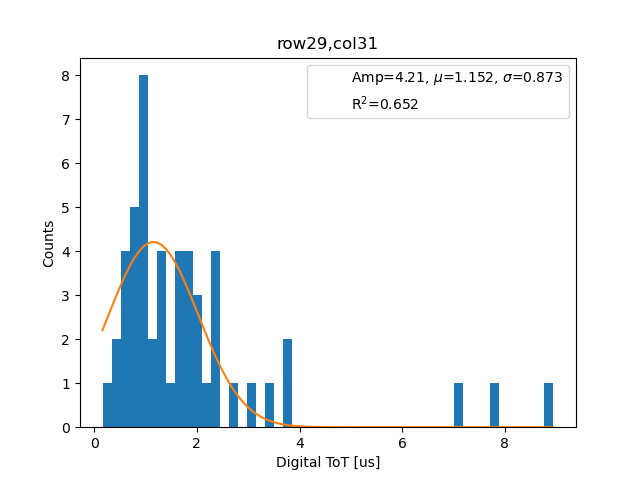 row29,col31
Amp=4.21, μ=1.152, σ=0.873
R²=0.652
Counts
8
7
6
5
4
3
2
1
0
0 2 4 6 8
Digital ToT [us]